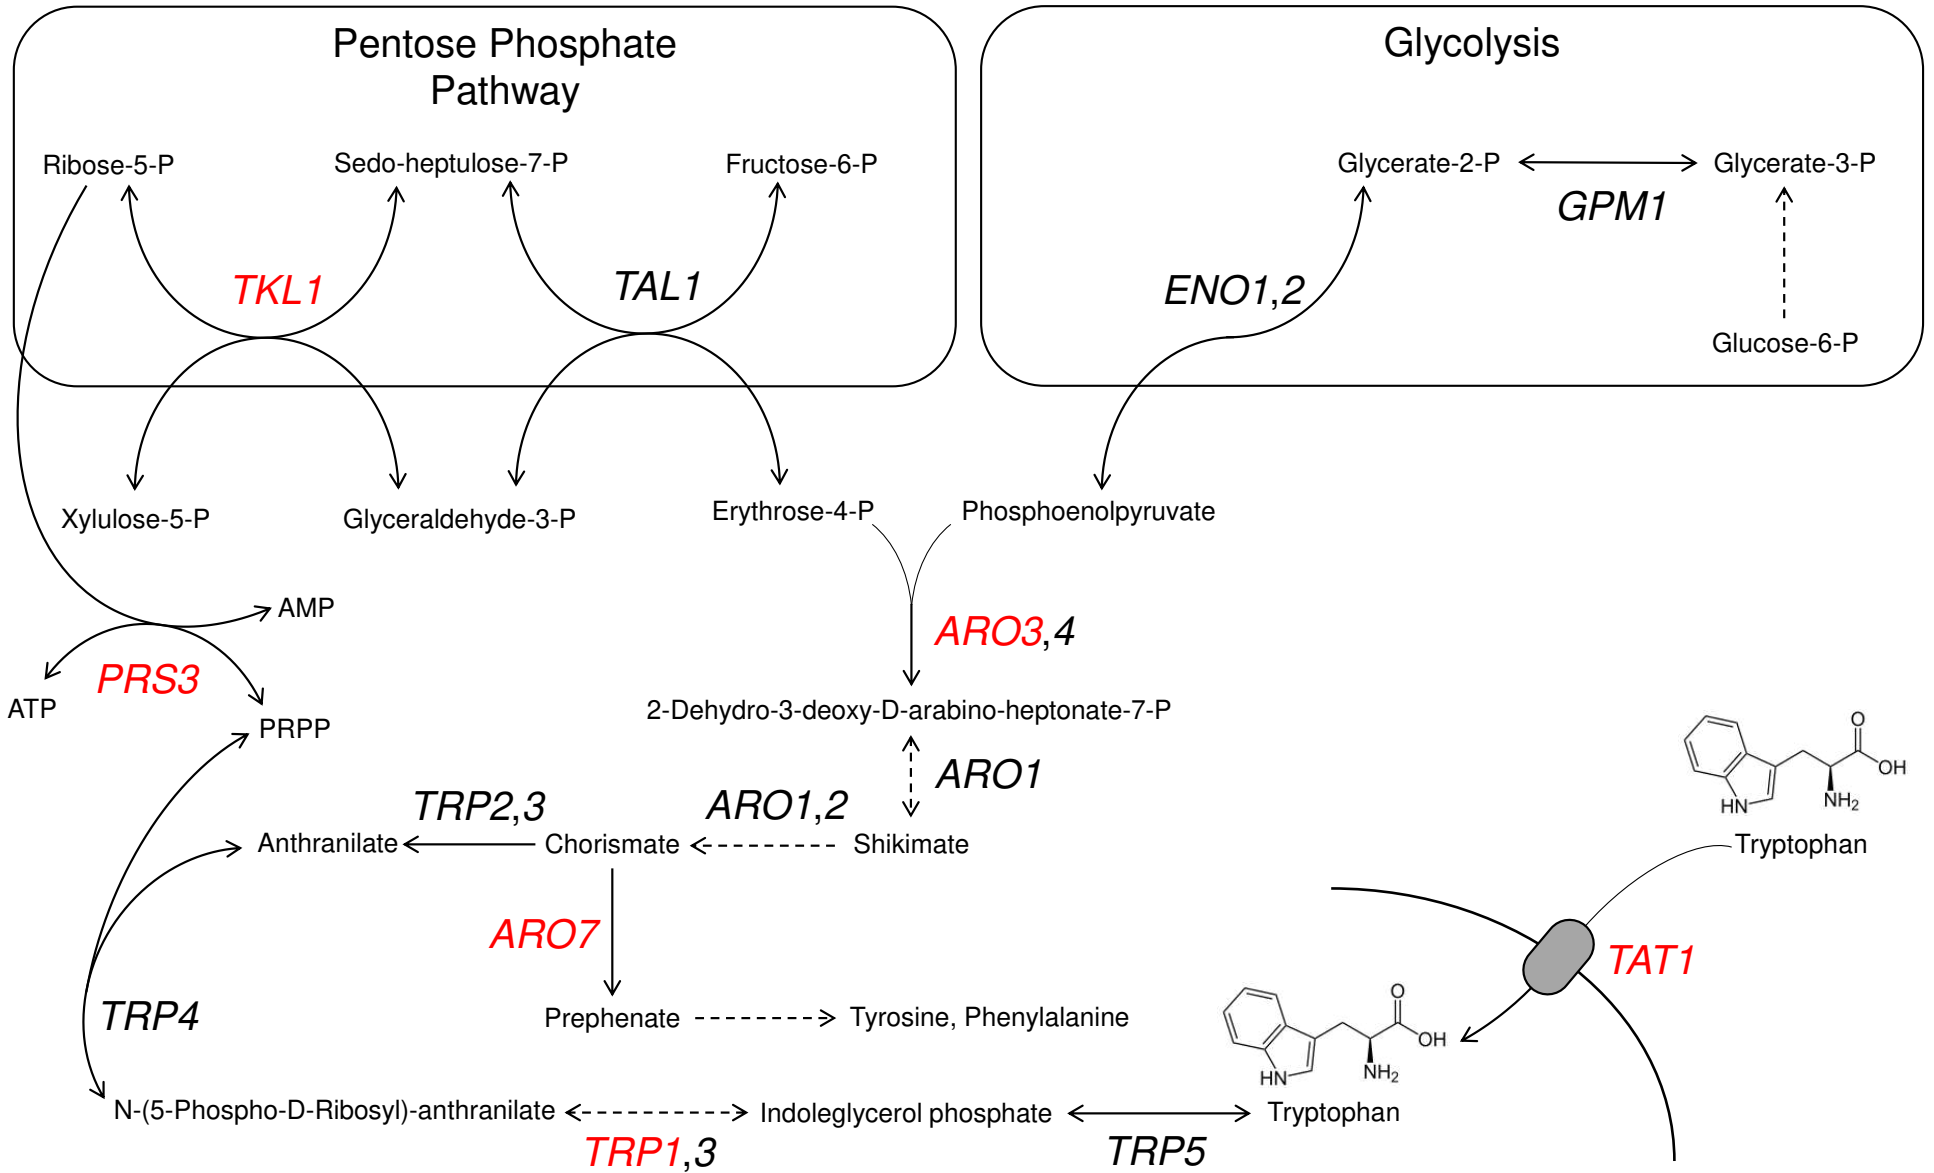 Pentose Phosphate
Pathway
Glycolysis
Ribose-5-P
Sedo-heptulose-7-P
Fructose-6-P
Glycerate-2-P
Glycerate-3-P
GPM1
TKL1
TAL1
ENO1,2
Glucose-6-P
Xylulose-5-P
Glyceraldehyde-3-P
Erythrose-4-P
Phosphoenolpyruvate
AMP
ARO3,4
PRS3
ATP
PRPP
2-Dehydro-3-deoxy-D-arabino-heptonate-7-P
ARO1
TRP2,3
ARO1,2
Anthranilate
Chorismate
Shikimate
O
OH
NH2
HN
Tryptophan
ARO7
TAT1
TRP4
Prephenate
Tyrosine, Phenylalanine
O
OH
NH2
HN
N-(5-Phospho-D-Ribosyl)-anthranilate
Indoleglycerol phosphate
Tryptophan
TRP1,3
TRP5